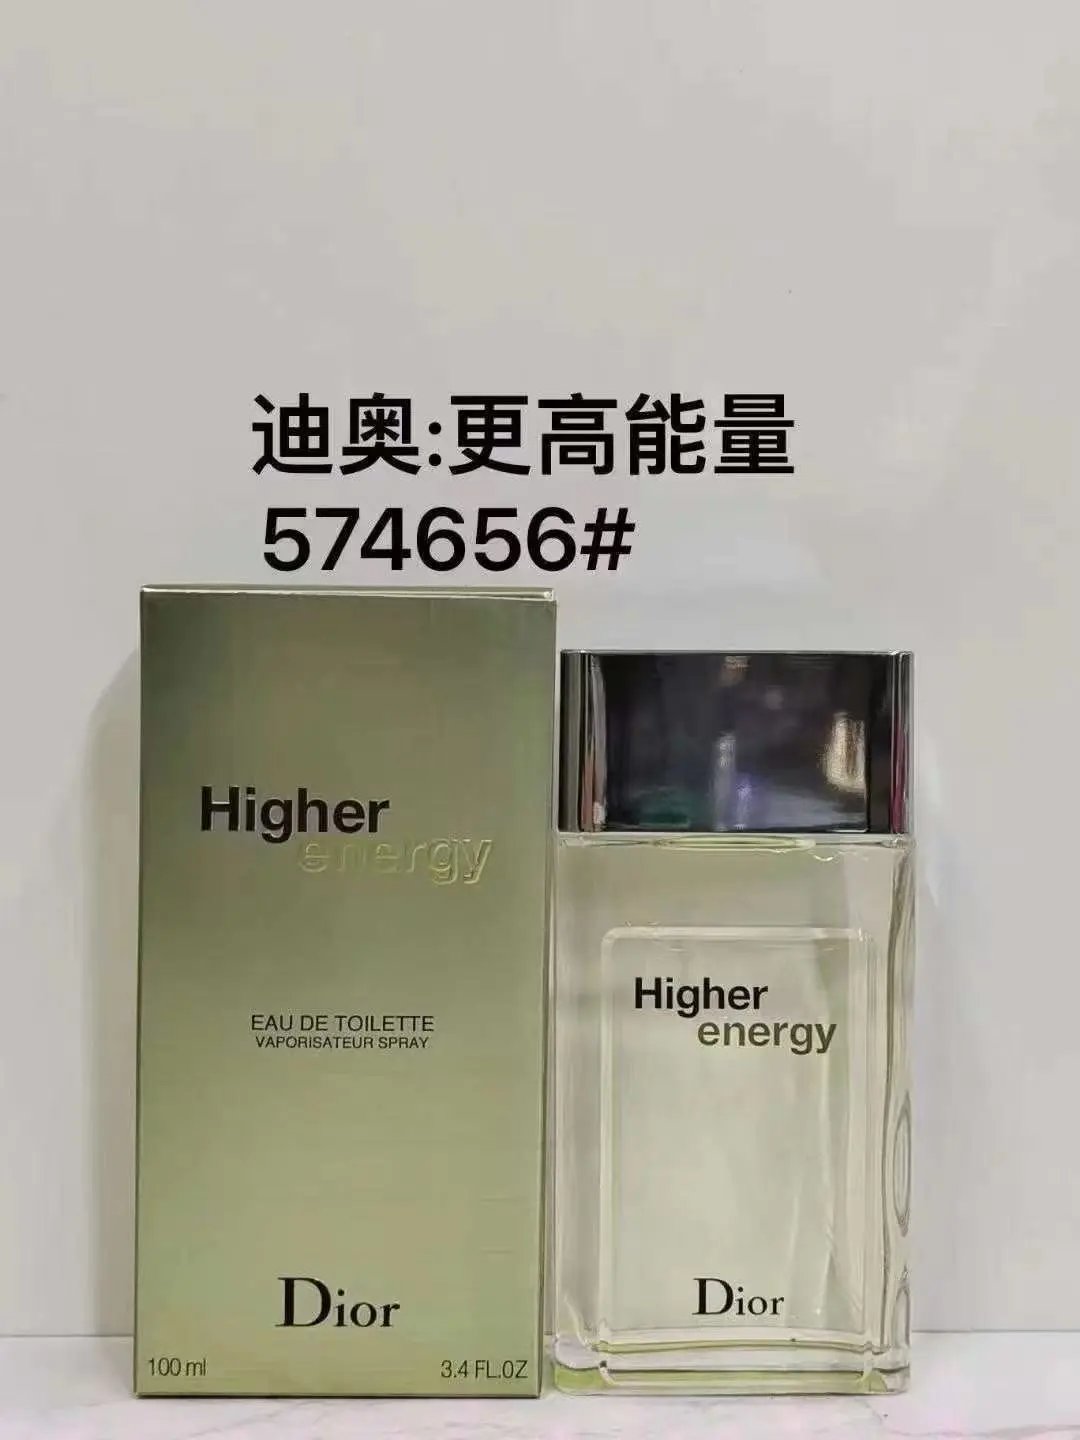 迪奥:更高能量
574656#
Higher
energy
EAU DE TOILETTE
VAPORISATEUR SPRAY
Dior
100 ml 3.4 FL.OZ
Higher
energy
Dior